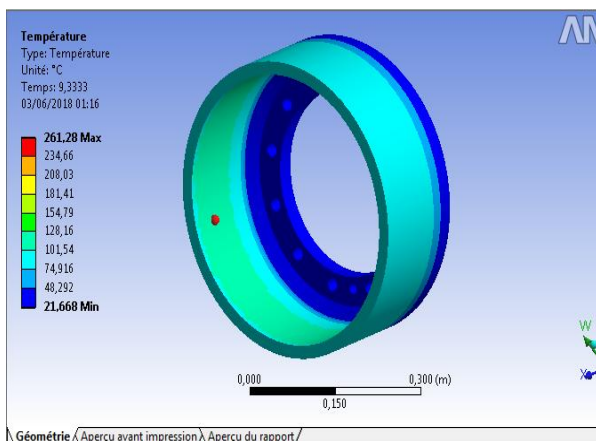 Température
Type: Température
Unité: °C
Temps: 9,3333
03/06/2018 01:16
261,28 Max
234,66
208,03
181,41
154,79
128,16
101,54
74,916
48,292
21,668 Min
AN
W
X
0,000
0,300 (m)
0,150
Géométrie
Aperçu avant impression
Aperçu du rapport